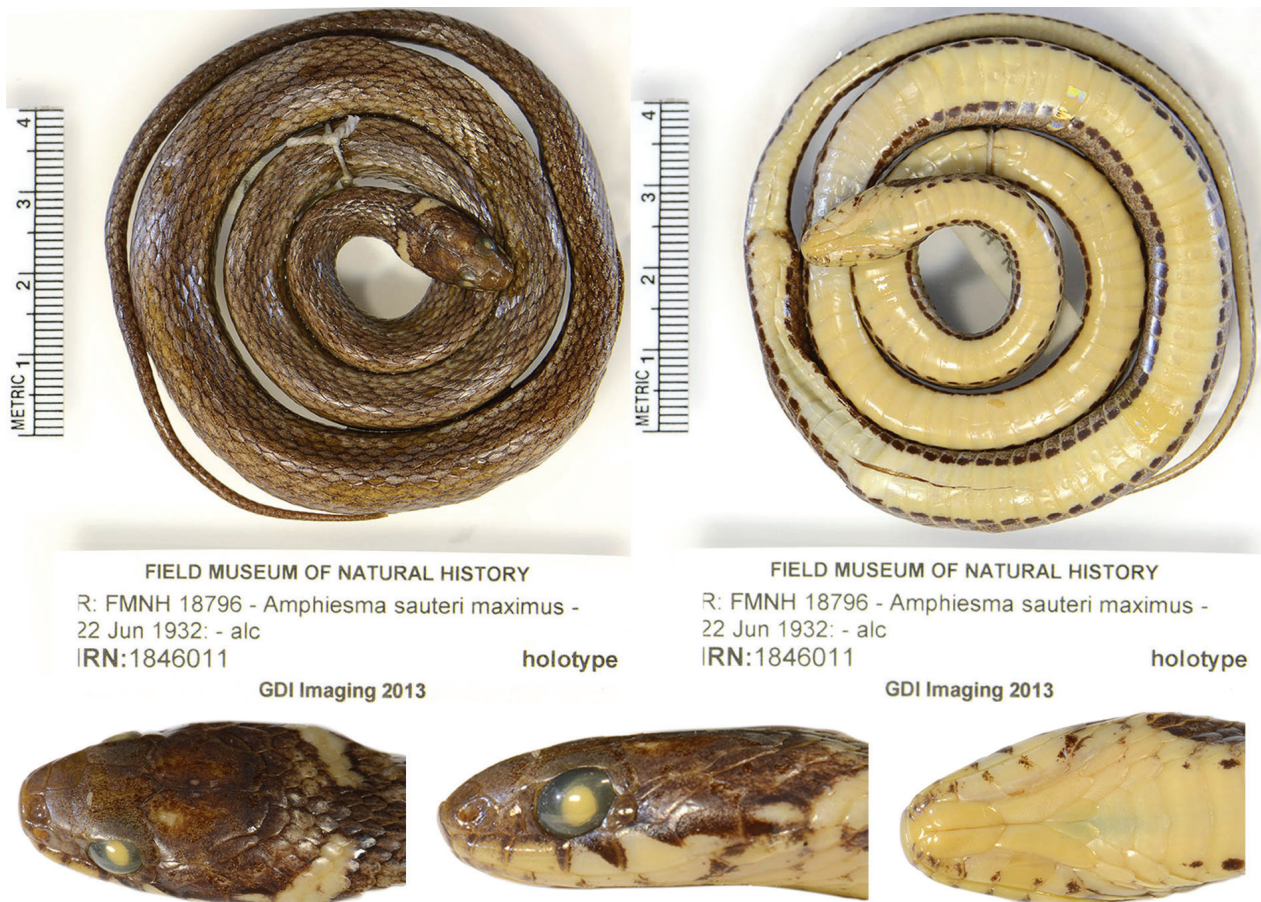 4
3
2
1
METRIC
4
3
2
1
METRIC
FIELD MUSEUM OF NATURAL HISTORY
R: FMNH 18796 - Amphiesma sauteri maximus -
22 Jun 1932: - alc
IRN:1846011 holotype
GDI Imaging 2013
FIELD MUSEUM OF NATURAL HISTORY
R: FMNH 18796 - Amphiesma sauteri maximus -
22 Jun 1932: - alc
IRN:1846011 holotype
GDI Imaging 2013